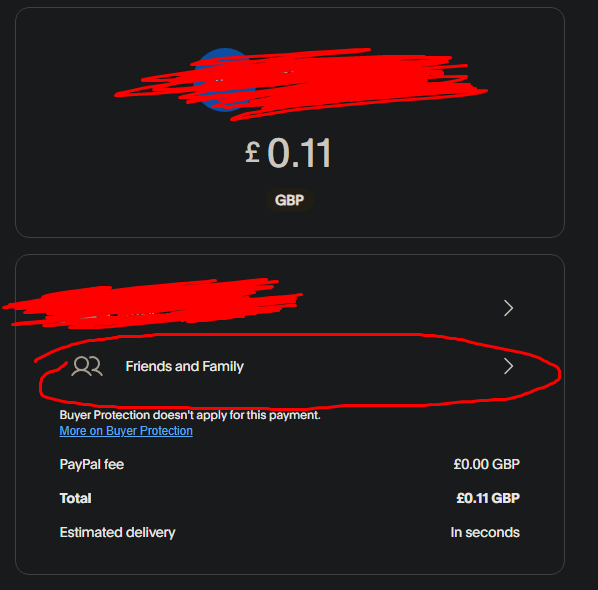 £ 0.11
GBP
Friends and Family
Buyer Protection doesn't apply for this payment.
More on Buyer Protection
PayPal fee £0.00 GBP
Total £0.11 GBP
Estimated delivery In seconds